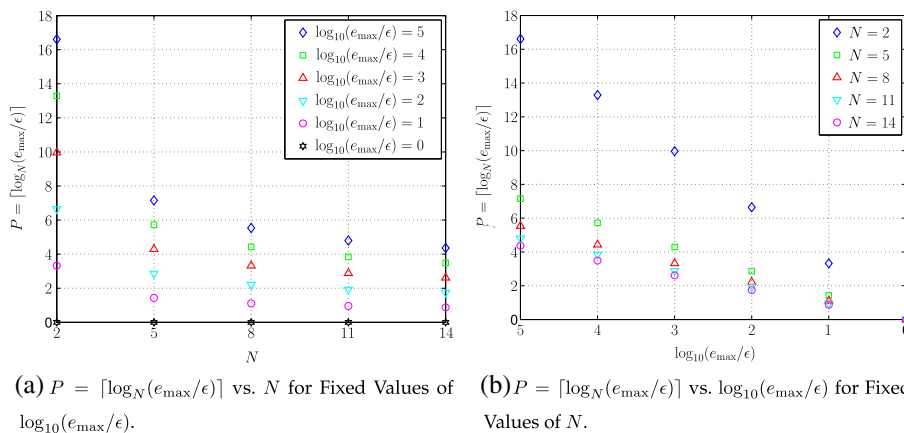 18
16
14
12
10
8
6
4
2
0
P = ⌈log_N(e_max/ϵ)⌉
2 5 8 11 14
N
log₁₀(e_max/ϵ) = 5
log₁₀(e_max/ϵ) = 4
log₁₀(e_max/ϵ) = 3
log₁₀(e_max/ϵ) = 2
log₁₀(e_max/ϵ) = 1
log₁₀(e_max/ϵ) = 0
(a) P = ⌈log_N(e_max/ϵ)⌉ vs. N for Fixed Values of
log₁₀(e_max/ϵ).
18
16
14
12
10
8
6
4
2
0
P = ⌈log_N(e_max/ϵ)⌉
5 4 3 2 1
log₁₀(e_max/ϵ)
N = 2
N = 5
N = 8
N = 11
N = 14
(b) P = ⌈log_N(e_max/ϵ)⌉ vs. log₁₀(e_max/ϵ) for Fixed
Values of N.